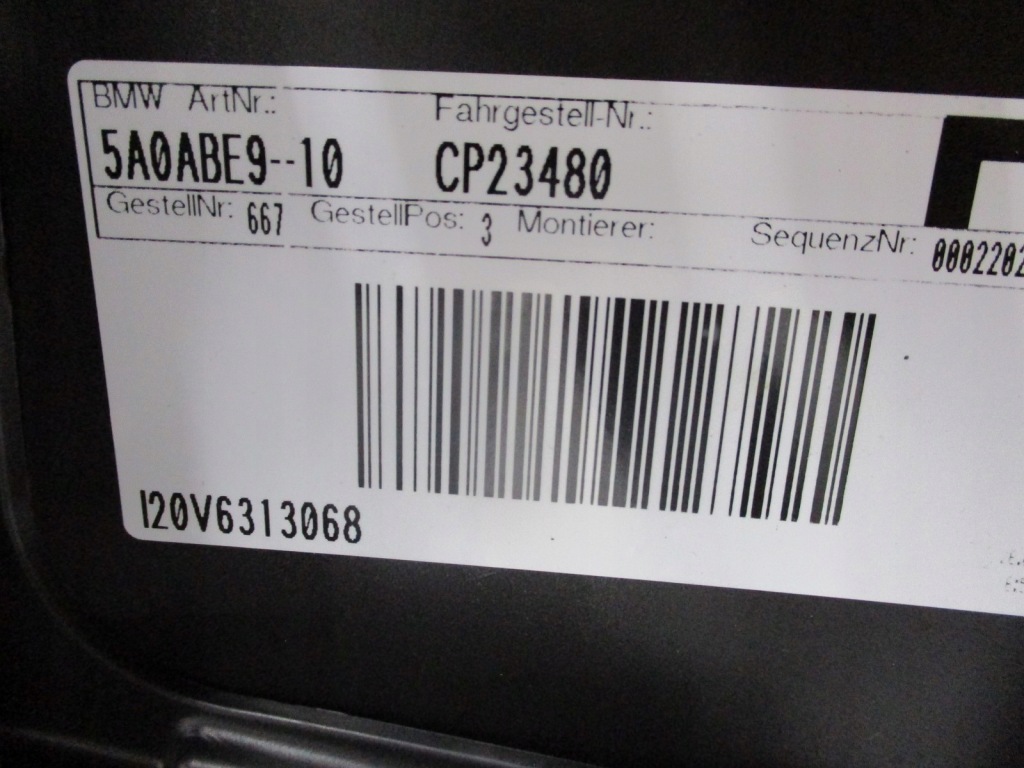 BMW ArtNr.: Fahrgestell-Nr.:
5A0ABE9--10 CP23480
GestellNr: 667 GestellPos: 3 Montierer: SequenzNr: 0002202
I20V6313068